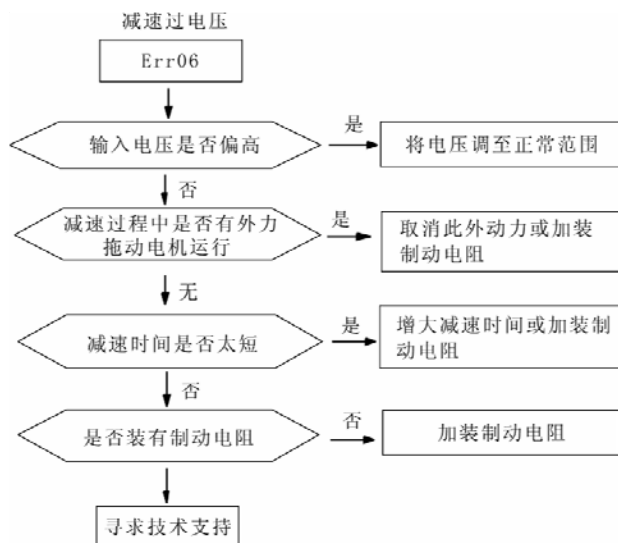 减速过电压
Err06
输入电压是否偏高
是
将电压调至正常范围
否
减速过程中是否有外力
拖动电机运行
是
取消此外动力或加装
制动电阻
无
减速时间是否太短
是
增大减速时间或加装制
动电阻
否
是否装有制动电阻
否
加装制动电阻
寻求技术支持